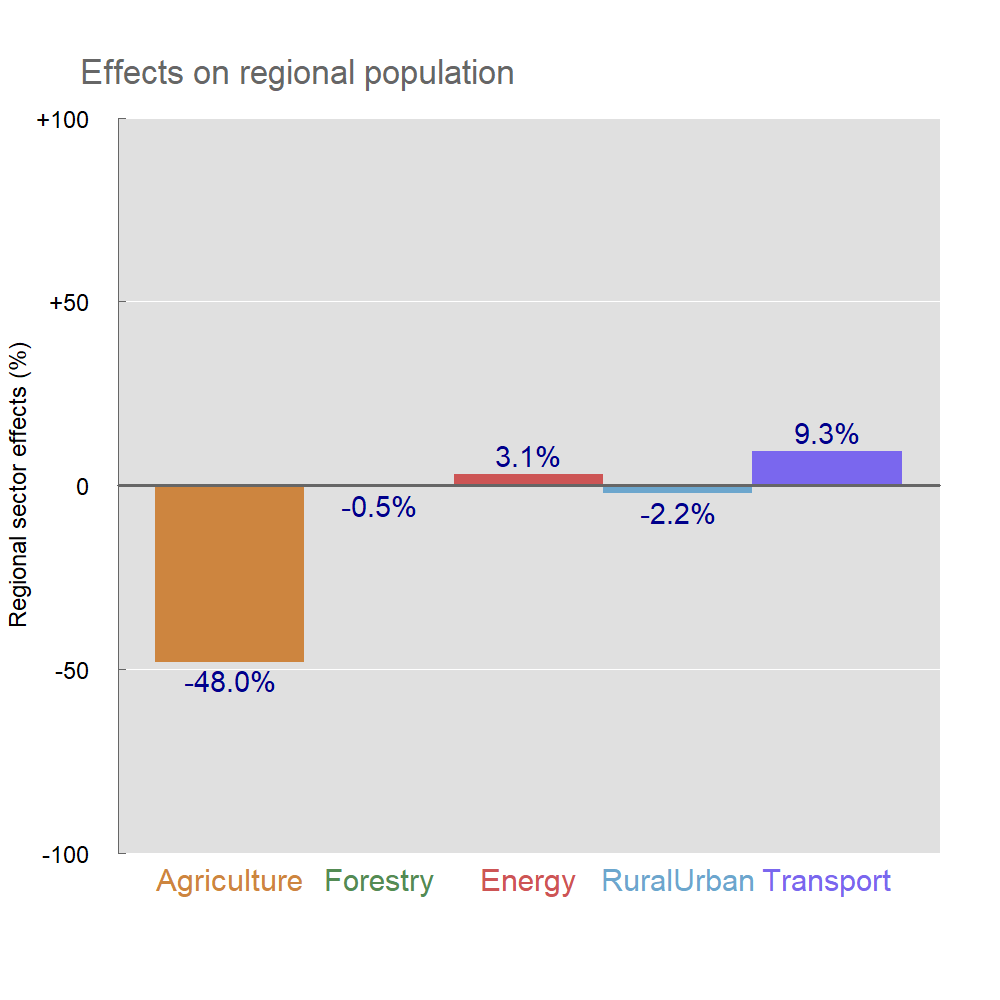 Effects on regional population
+100
+50
0
-50
-100
Regional sector effects (%)
-48.0%
-0.5%
3.1%
-2.2%
9.3%
Agriculture
Forestry
Energy
RuralUrban
Transport